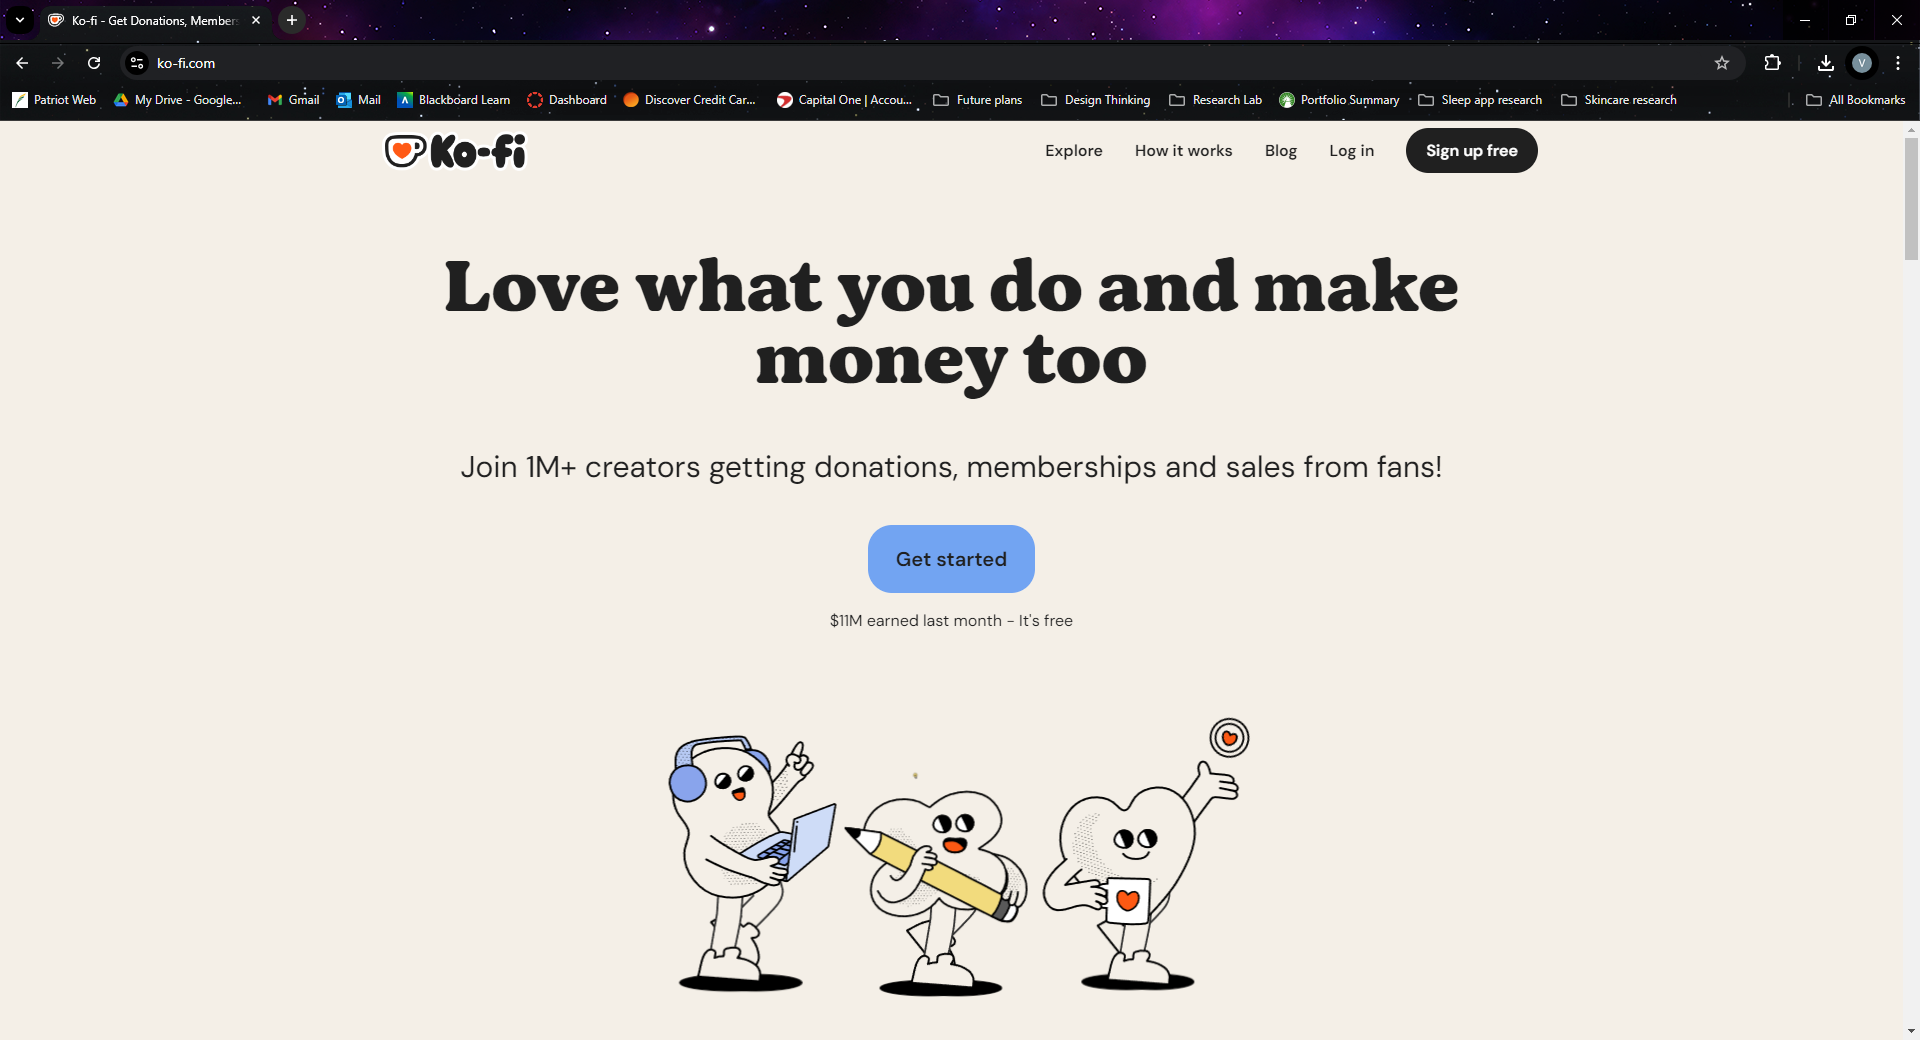 Ko-fi - Get Donations, Member
ko-fi.com
V
Patriot Web
My Drive - Google...
Gmail
Mail
Blackboard Learn
Dashboard
Discover Credit Car...
Capital One | Accou...
Future plans
Design Thinking
Research Lab
Portfolio Summary
Sleep app research
Skincare research
All Bookmarks
Ko-fi
Explore
How it works
Blog
Log in
Sign up free
Love what you do and make
money too
Join 1M+ creators getting donations, memberships and sales from fans!
Get started
$11M earned last month - It's free